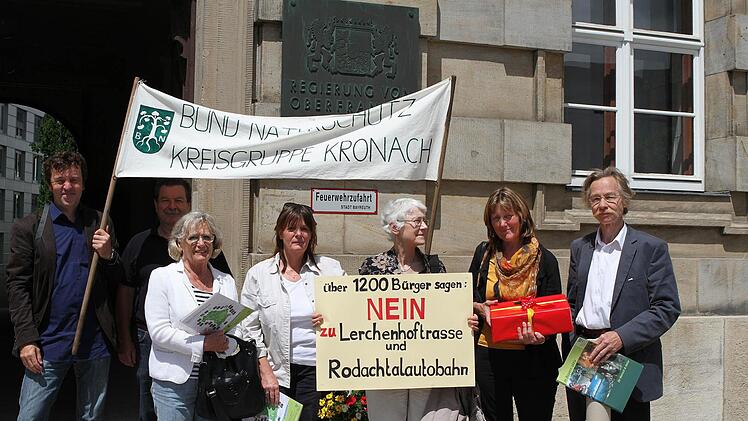 REGIERUNG VON
OBERFRANKEN
BUND NATURSCHUTZ
BN
KREISGRUPPE KRONACH
Feuerwehrzufahrt
STADT BAYREUTH
über 1200 Bürger sagen:
NEIN
zu Lerchenhoftrasse
und
Rodachtalautobahn